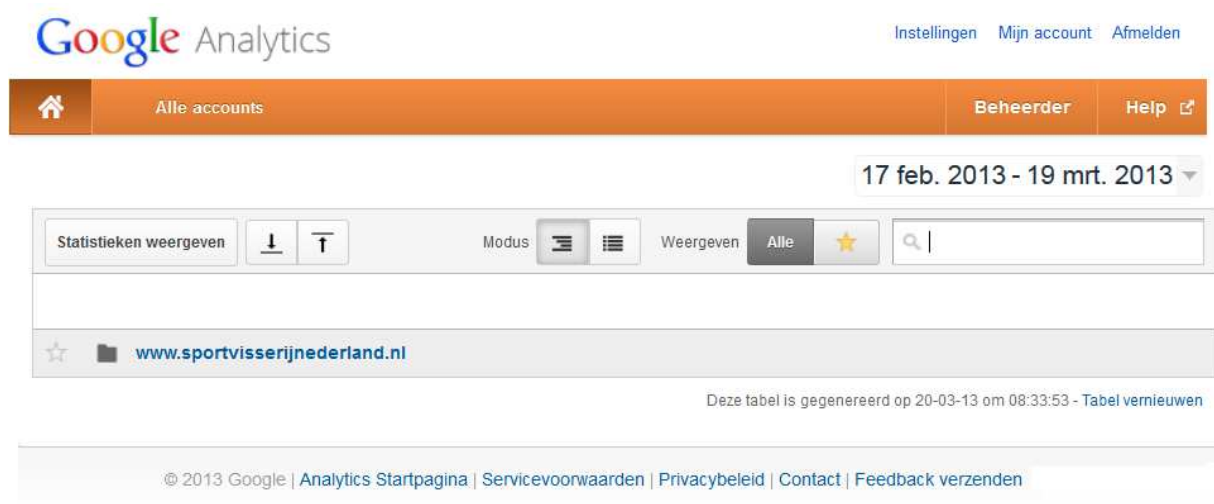 Google Analytics
Instellingen Mijn account Afmelden
Alle accounts Beheerder Help
17 feb. 2013 - 19 mrt. 2013
Statistieken weergeven Modus Weergeven Alle
www.sportvisserijnederland.nl
Deze tabel is gegenereerd op 20-03-13 om 08:33:53 - Tabel vernieuwen
© 2013 Google | Analytics Startpagina | Servicevoorwaarden | Privacybeleid | Contact | Feedback verzenden